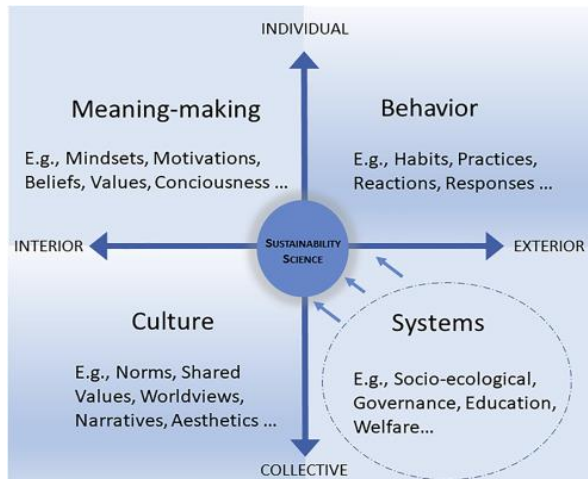 INDIVIDUAL
Meaning-making
E.g., Mindsets, Motivations,
Beliefs, Values, Conciousness ...
Behavior
E.g., Habits, Practices,
Reactions, Responses ...
INTERIOR
SUSTAINABILITY
SCIENCE
EXTERIOR
Culture
E.g., Norms, Shared
Values, Worldviews,
Narratives, Aesthetics ...
Systems
E.g., Socio-ecological,
Governance, Education,
Welfare...
COLLECTIVE